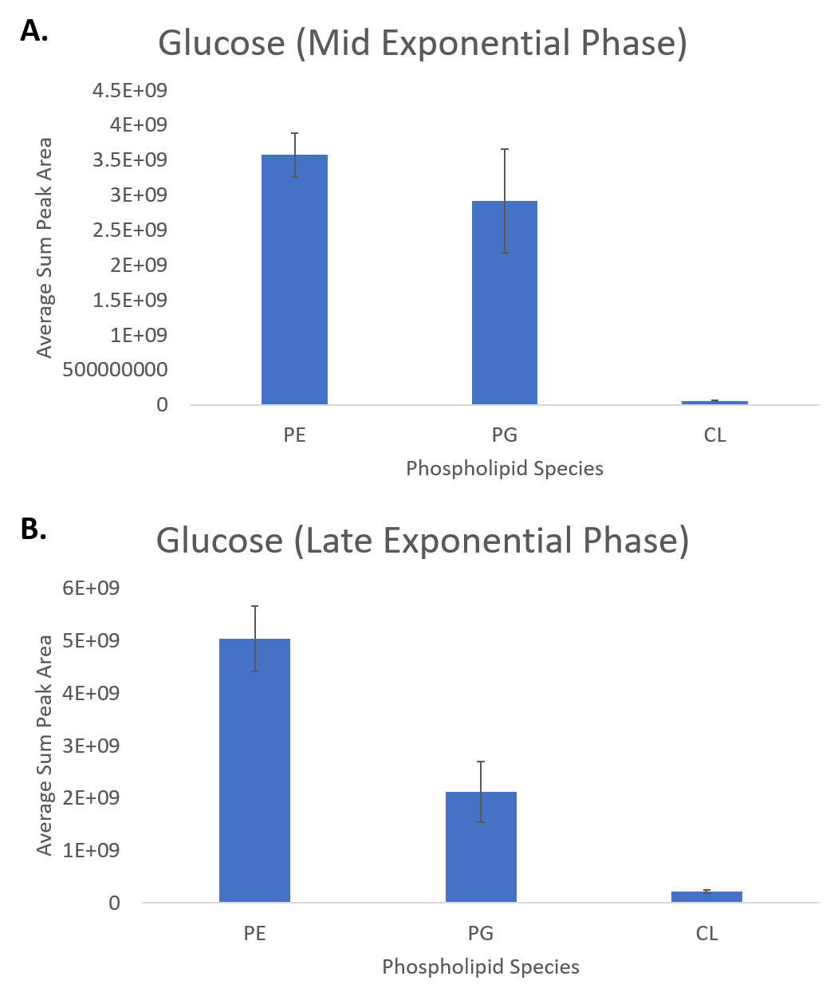 A.
Glucose (Mid Exponential Phase)
4.5E+09
4E+09
3.5E+09
3E+09
2.5E+09
2E+09
1.5E+09
1E+09
500000000
0
Average Sum Peak Area
PE PG CL
Phospholipid Species
B.
Glucose (Late Exponential Phase)
6E+09
5E+09
4E+09
3E+09
2E+09
1E+09
0
Average Sum Peak Area
PE PG CL
Phospholipid Species